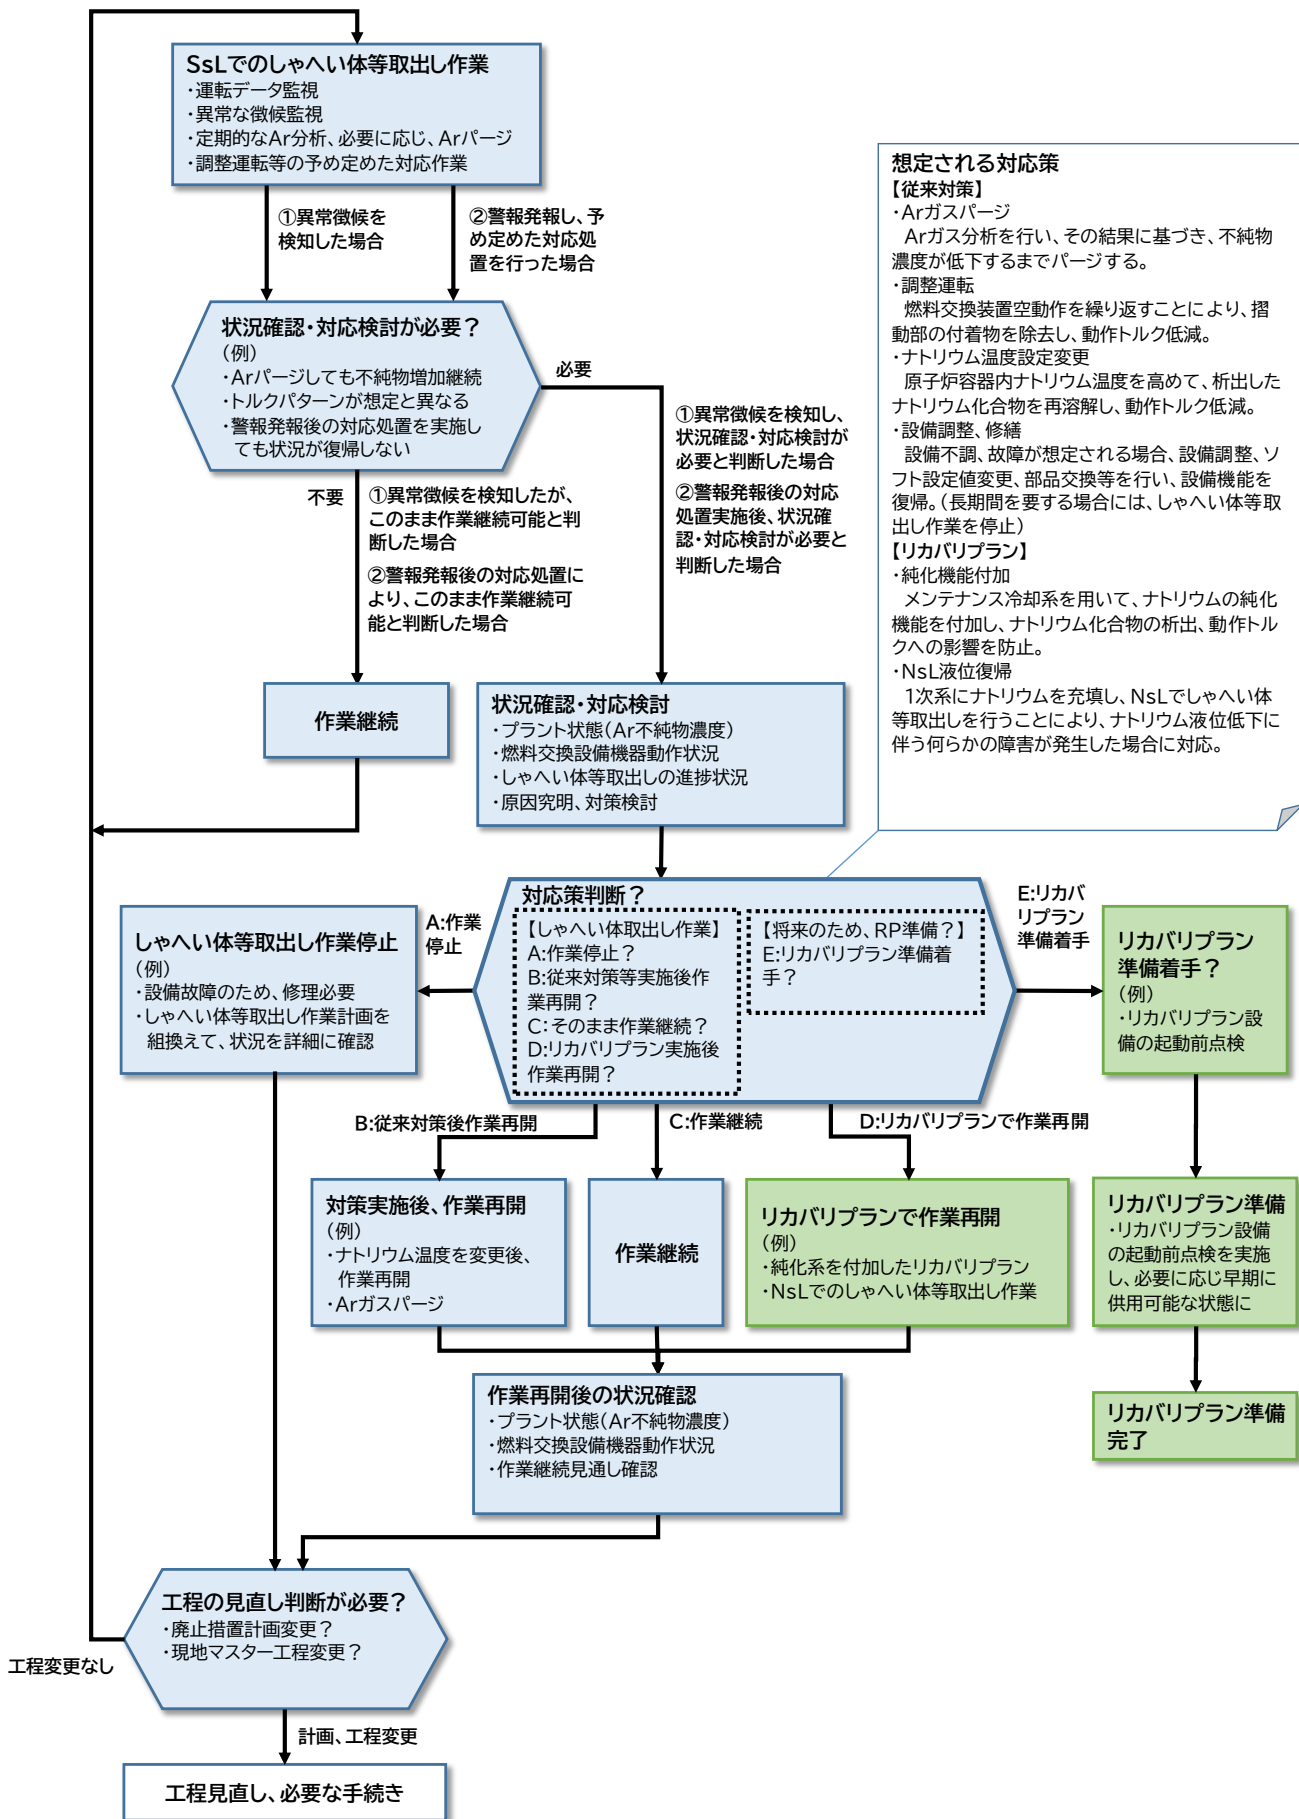 SsLでのしゃへい体等取出し作業
・運転データ監視
・異常な徴候監視
・定期的なAr分析、必要に応じ、Arパージ
・調整運転等の予め定めた対応作業
①異常徴候を
検知した場合
②警報発報し、予
め定めた対応処
置を行った場合
状況確認・対応検討が必要？
（例）
・Arパージしても不純物増加継続
・トルクパターンが想定と異なる
・警報発報後の対応処置を実施し
ても状況が復帰しない
必要
①異常徴候を検知し、
状況確認・対応検討が
必要と判断した場合
②警報発報後の対応
処置実施後、状況確
認・対応検討が必要と
判断した場合
不要
①異常徴候を検知したが、
このまま作業継続可能と判
断した場合
②警報発報後の対応処置に
より、このまま作業継続可
能と判断した場合
作業継続
状況確認・対応検討
・プラント状態（Ar不純物濃度）
・燃料交換設備機器動作状況
・しゃへい体等取出しの進捗状況
・原因究明、対策検討
想定される対応策
【従来対策】
・Arガスパージ
Arガス分析を行い、その結果に基づき、不純物
濃度が低下するまでパージする。
・調整運転
燃料交換装置空動作を繰り返すことにより、摺
動部の付着物を除去し、動作トルク低減。
・ナトリウム温度設定変更
原子炉容器内ナトリウム温度を高めて、析出した
ナトリウム化合物を再溶解し、動作トルク低減。
・設備調整、修繕
設備不調、故障が想定される場合、設備調整、ソ
フト設定値変更、部品交換等を行い、設備機能を
復帰。（長期間を要する場合には、しゃへい体等取
出し作業を停止）
【リカバリプラン】
・純化機能付加
メンテナンス冷却系を用いて、ナトリウムの純化
機能を付加し、ナトリウム化合物の析出、動作トル
クへの影響を防止。
・NsL液位復帰
1次系にナトリウムを充填し、NsLでしゃへい体
等取出しを行うことにより、ナトリウム液位低下に
伴う何らかの障害が発生した場合に対応。
対応策判断？
【しゃへい体取出し作業】
A:作業停止？
B:従来対策等実施後作
業再開？
C:そのまま作業継続？
D:リカバリプラン実施後
作業再開？
【将来のため、RP準備？】
E:リカバリプラン準備着
手？
A:作業
停止
しゃへい体等取出し作業停止
（例）
・設備故障のため、修理必要
・しゃへい体等取出し作業計画を
組換えて、状況を詳細に確認
E:リカバ
リプラン
準備着手
リカバリプラン
準備着手？
（例）
・リカバリプラン設
備の起動前点検
B:従来対策後作業再開
C:作業継続
D:リカバリプランで作業再開
対策実施後、作業再開
（例）
・ナトリウム温度を変更後、
作業再開
・Arガスパージ
作業継続
リカバリプランで作業再開
（例）
・純化系を付加したリカバリプラン
・NsLでのしゃへい体等取出し作業
リカバリプラン準備
・リカバリプラン設備
の起動前点検を実施
し、必要に応じ早期に
供用可能な状態に
作業再開後の状況確認
・プラント状態（Ar不純物濃度）
・燃料交換設備機器動作状況
・作業継続見通し確認
リカバリプラン準備
完了
工程の見直し判断が必要？
・廃止措置計画変更？
・現地マスター工程変更？
工程変更なし
計画、工程変更
工程見直し、必要な手続き